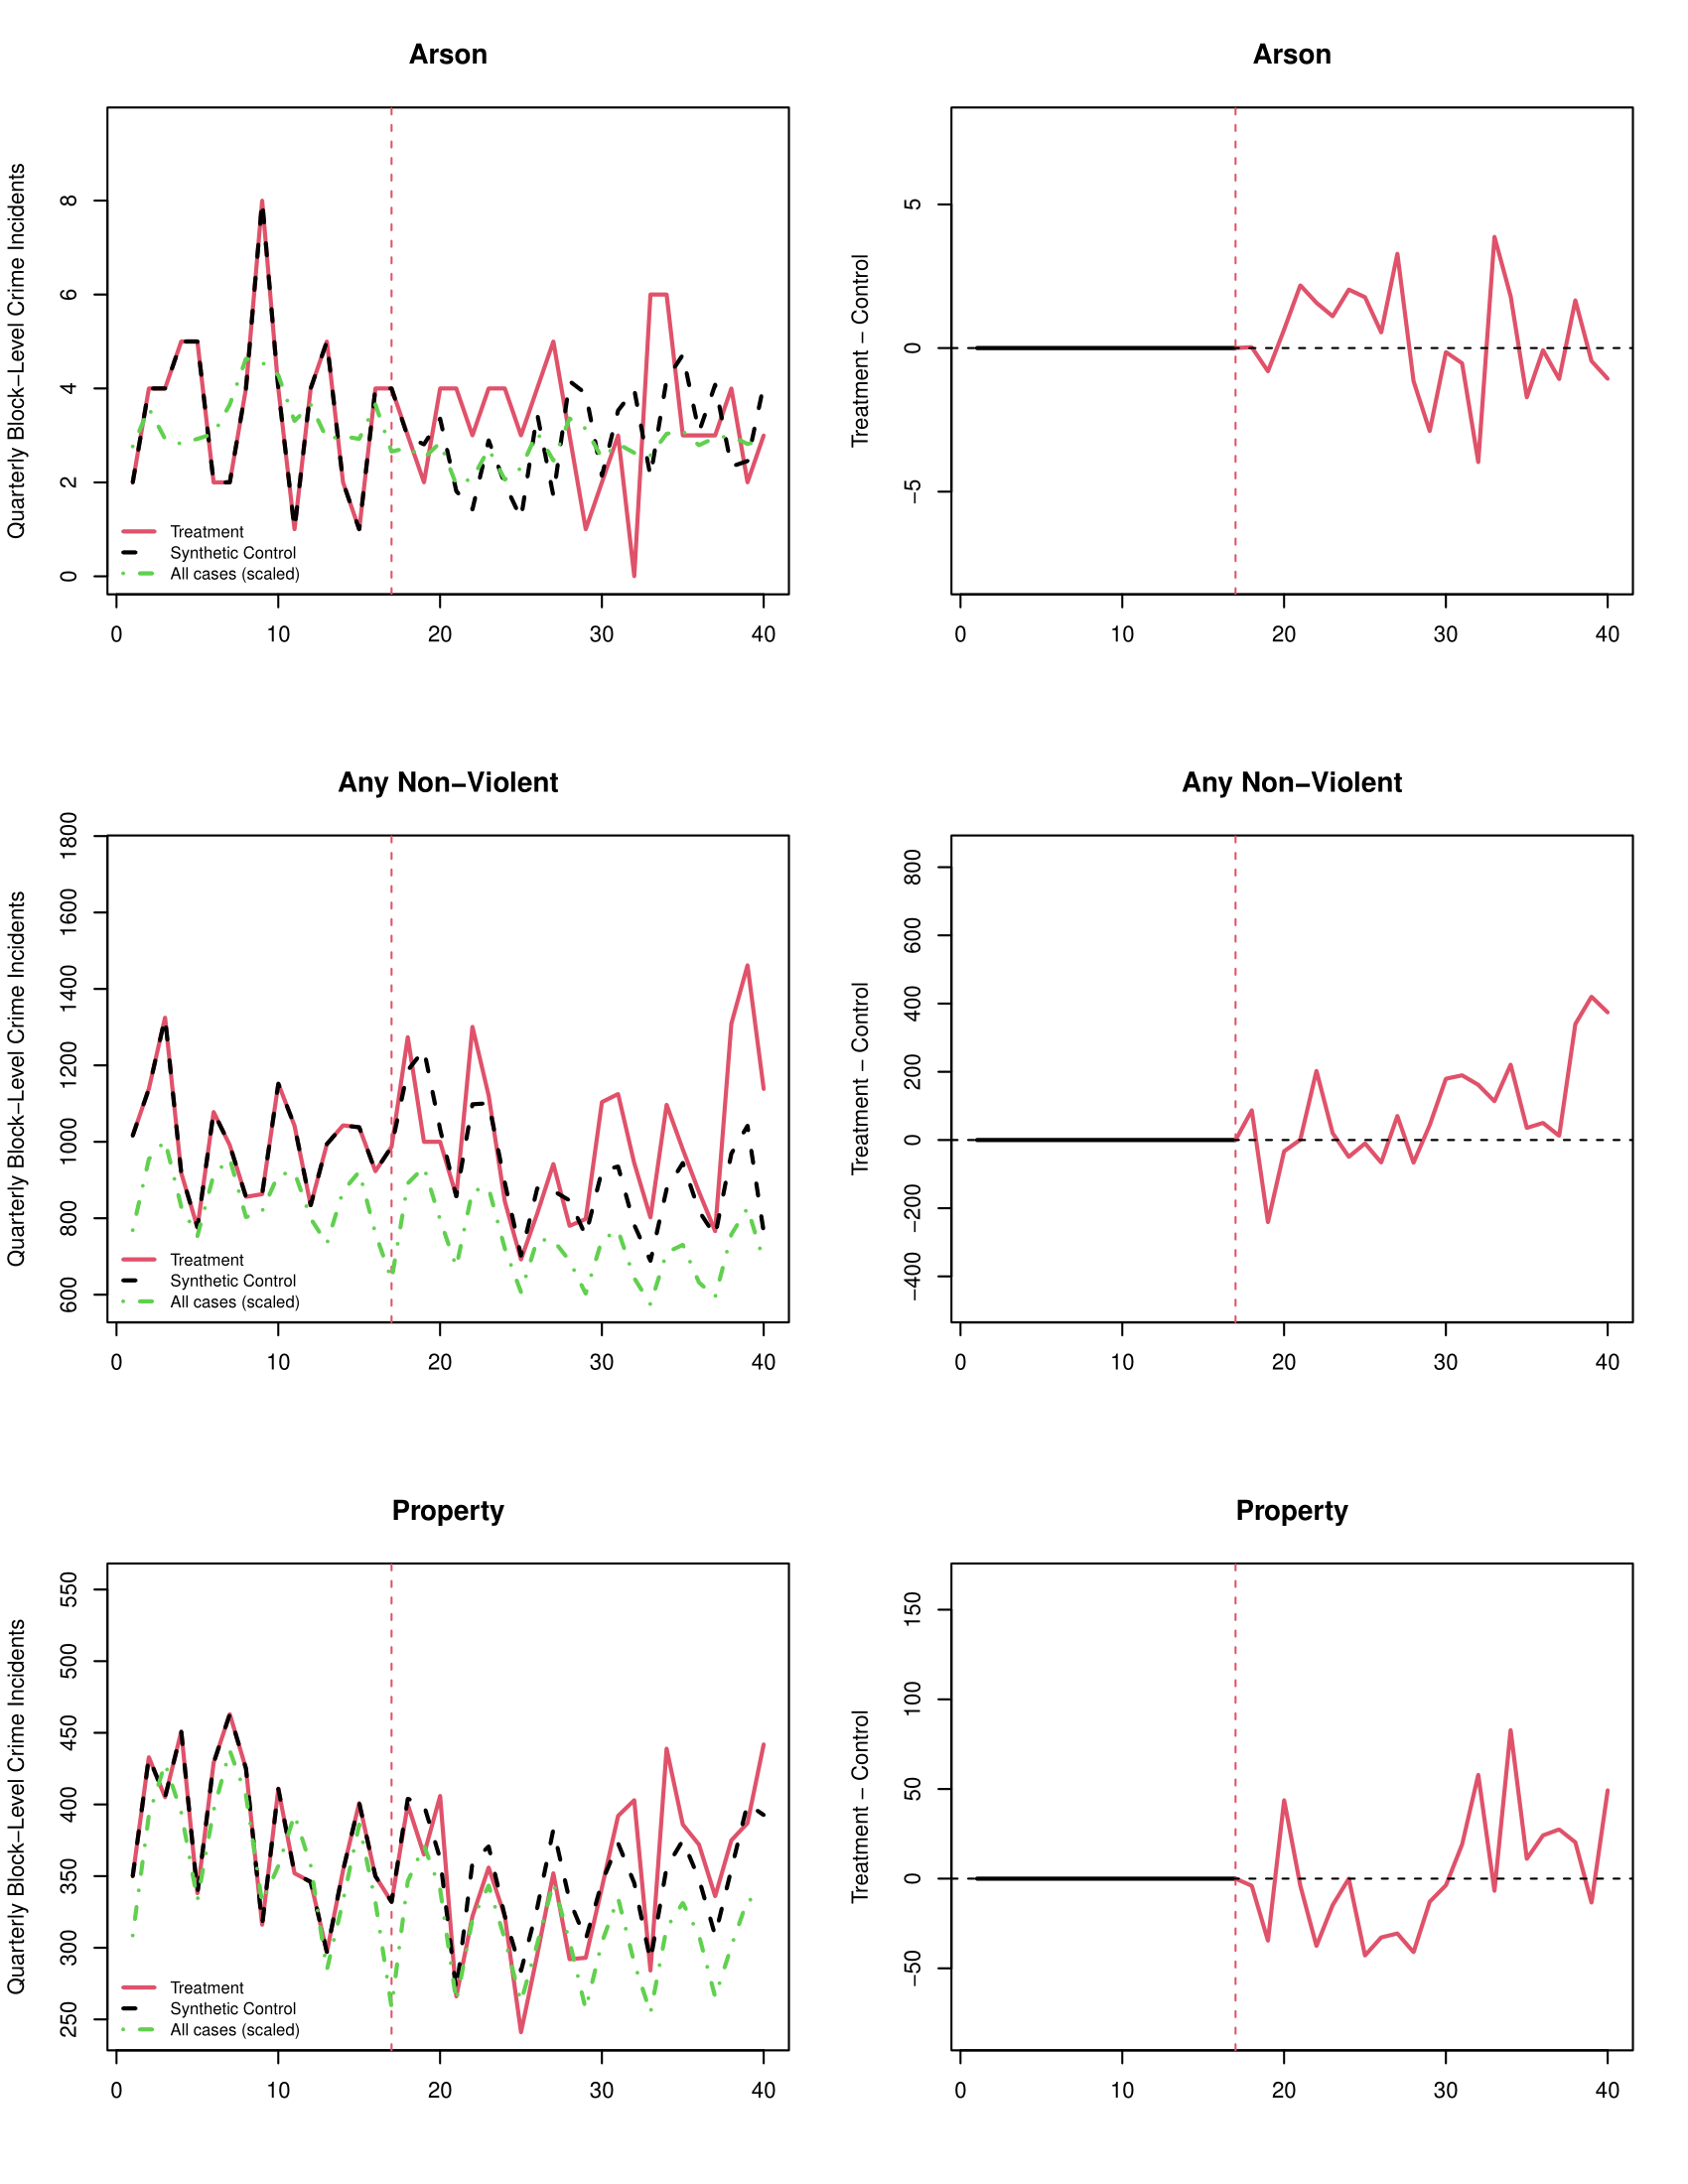 Arson
Quarterly Block−Level Crime Incidents
8
6
4
2
0
Treatment
Synthetic Control
All cases (scaled)
0 10 20 30 40
Arson
Treatment − Control
5
0
−5
0 10 20 30 40
Any Non−Violent
Quarterly Block−Level Crime Incidents
1800
1600
1400
1200
1000
800
600
Treatment
Synthetic Control
All cases (scaled)
0 10 20 30 40
Any Non−Violent
Treatment − Control
800
600
400
200
0
−200
−400
0 10 20 30 40
Property
Quarterly Block−Level Crime Incidents
550
500
450
400
350
300
250
Treatment
Synthetic Control
All cases (scaled)
0 10 20 30 40
Property
Treatment − Control
150
100
50
0
−50
0 10 20 30 40